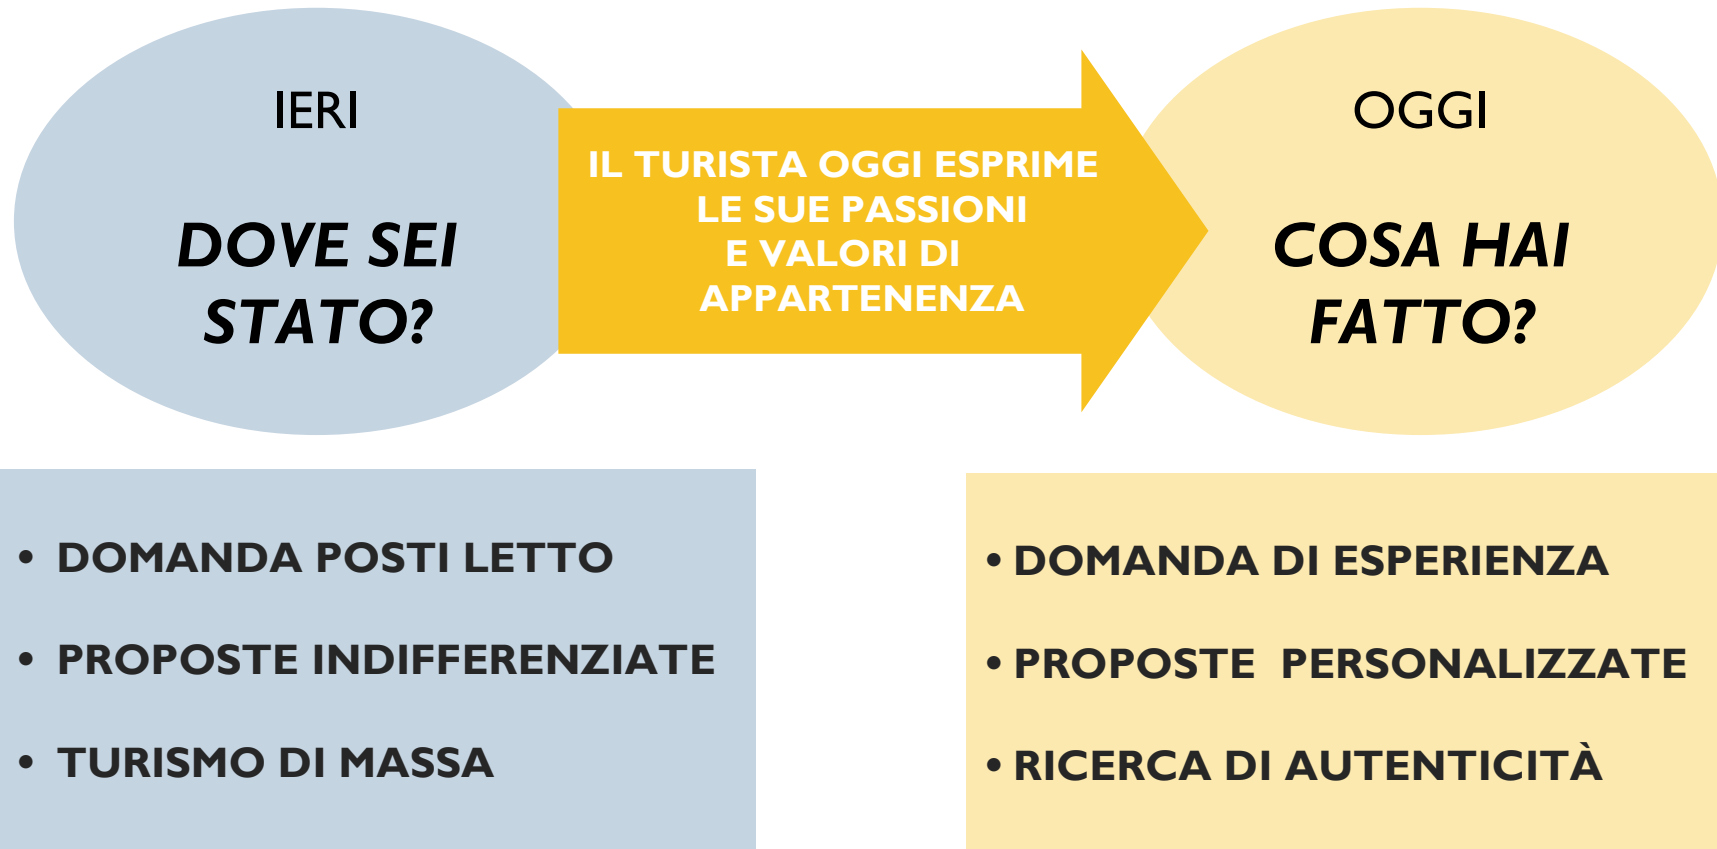 IERI
DOVE SEI
STATO?
IL TURISTA OGGI ESPRIME
LE SUE PASSIONI
E VALORI DI
APPARTENENZA
OGGI
COSA HAI
FATTO?
• DOMANDA POSTI LETTO
• PROPOSTE INDIFFERENZIATE
• TURISMO DI MASSA
• DOMANDA DI ESPERIENZA
• PROPOSTE PERSONALIZZATE
• RICERCA DI AUTENTICITÀ